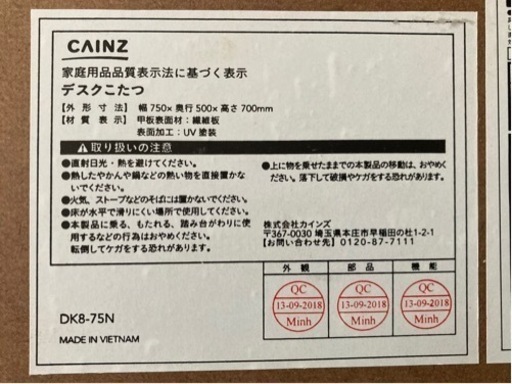 CAINZ
家庭用品品質表示法に基づく表示
デスクこたつ
【外形寸法】 幅750×奥行500×高さ700mm
【材質表示】 甲板表面材:繊維板
表面加工:UV塗装
⚠取り扱いの注意
●直射日光・熱を避けてください。
●熱したやかんや鍋などの熱い物を直接置かないでください。
●火気、ストーブなどのそばには置かないでください。
●床が水平で滑りにくい場所で使用してください。
●本製品に乗る、もたれる、踏み台がわりに使用するなどの行為はおやめください。
転倒してケガをする恐れがあります。
●上に物を乗せたままでの本製品の移動は、おやめください。落下して破損やケガをする恐れがあります。
株式会社カインズ
〒367-0030 埼玉県本庄市早稲田の杜1-2-1
【お問い合わせ先】 0120-87-7111
外観 部品 機能
QC QC QC
13-09-2018 13-09-2018 13-09-2018
Minh Minh Minh
DK8-75N
MADE IN VIETNAM